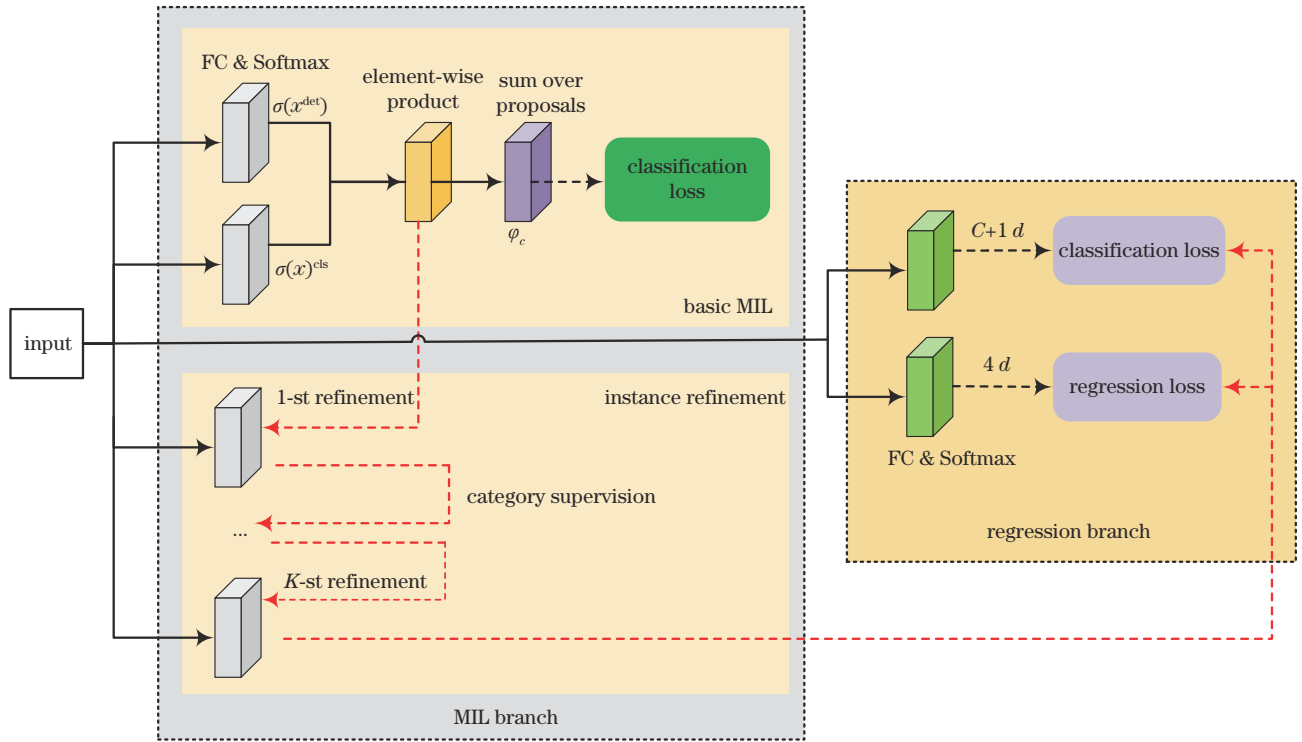 FC & Softmax
σ(x^det)
σ(x)^cls
element-wise
product
sum over
proposals
φ_c
classification
loss
basic MIL
input
1-st refinement
instance refinement
category supervision
...
K-st refinement
MIL branch
C+1 d
classification loss
4 d
regression loss
FC & Softmax
regression branch